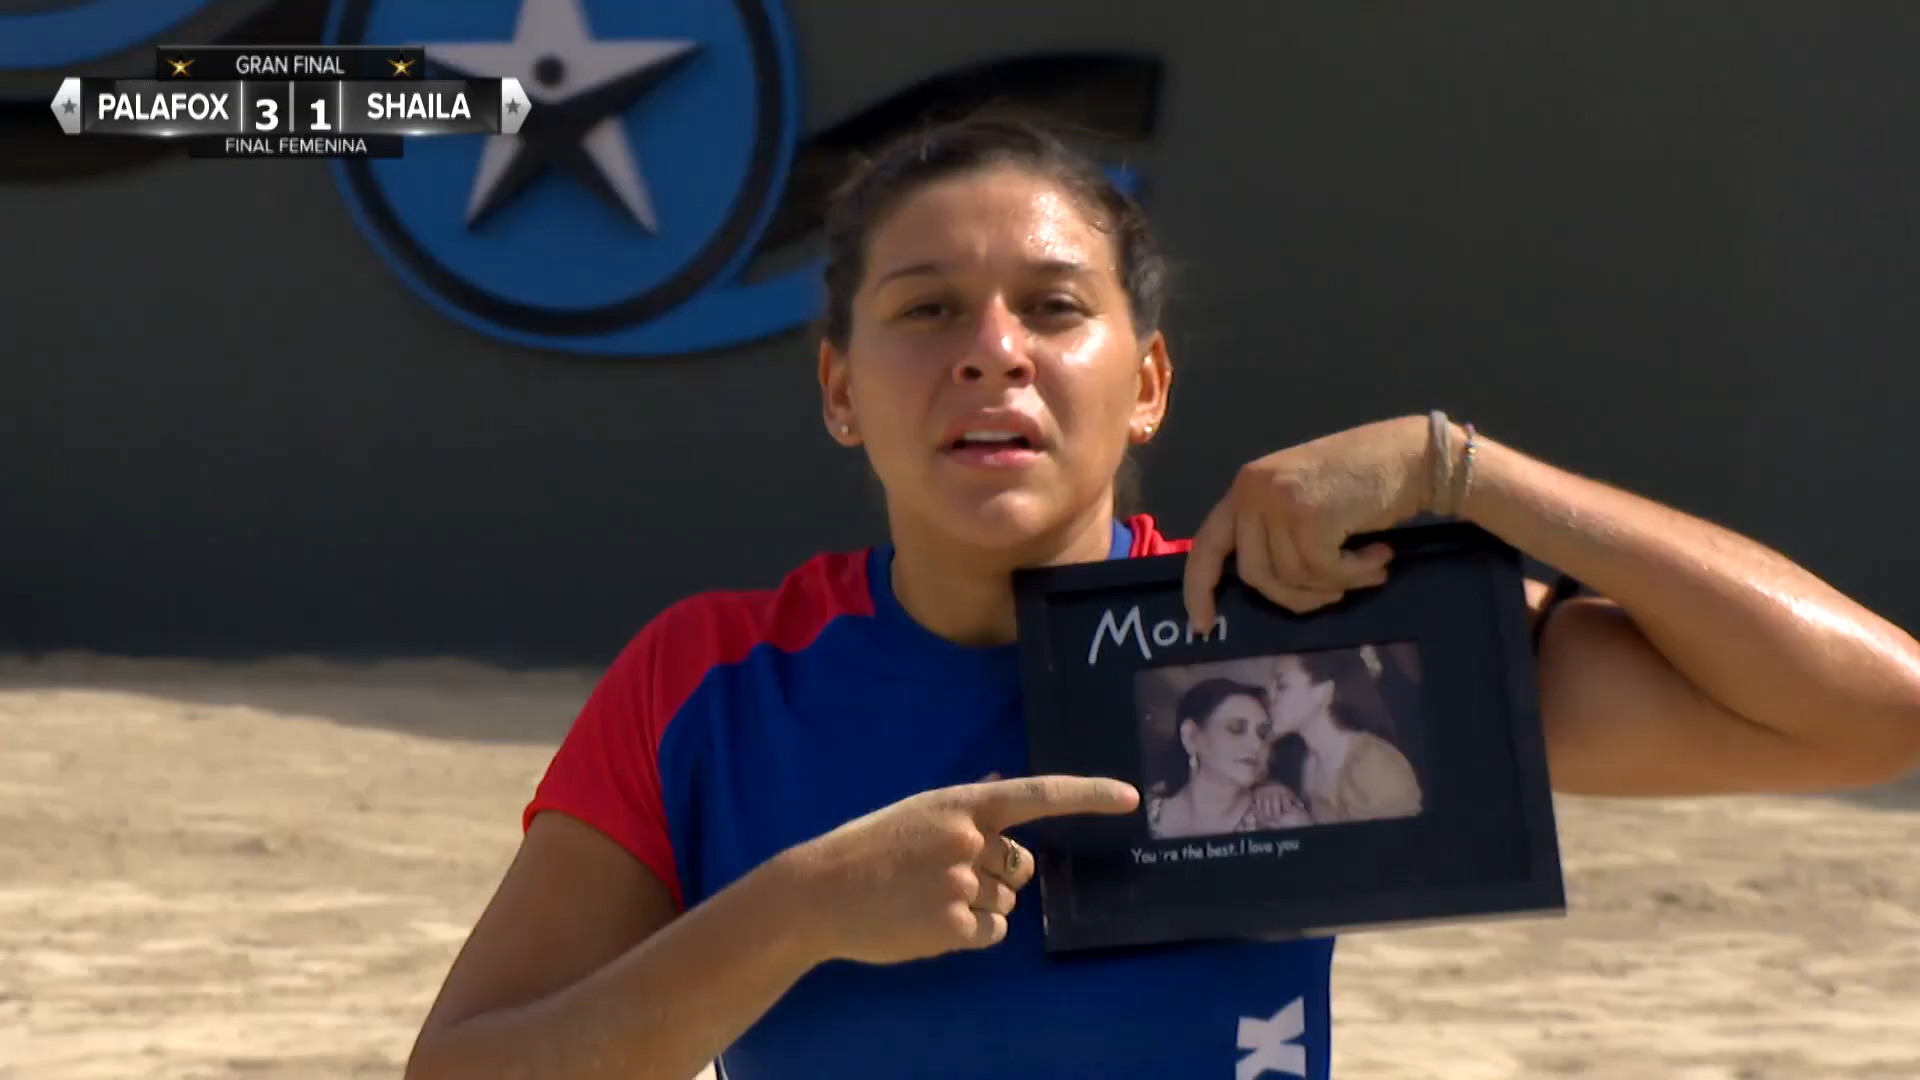 GRAN FINAL
PALAFOX 3 1 SHAILA
FINAL FEMENINA
Mom
You're the best. I love you
X